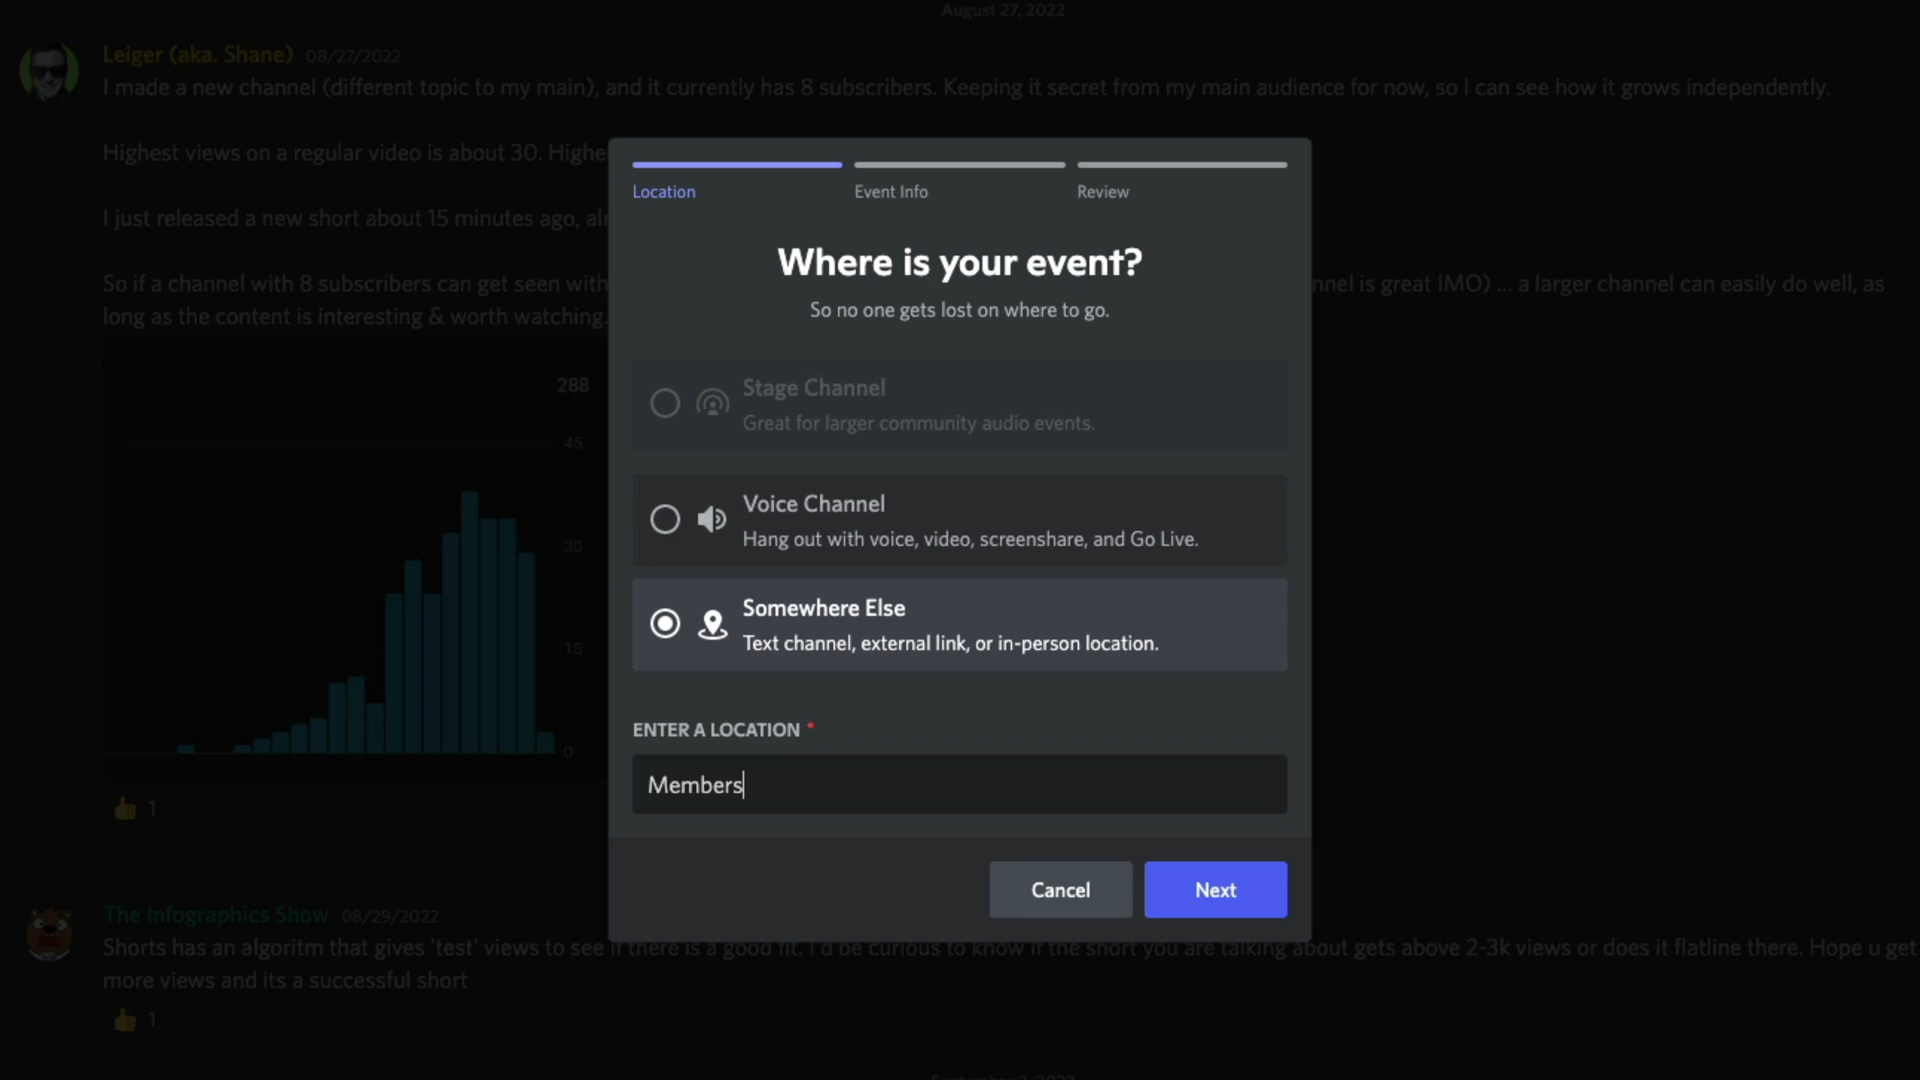 August 27, 2022
Leiger (aka. Shane) 08/27/2022
I made a new channel (different topic to my main), and it currently has 8 subscribers. Keeping it secret from my main audience for now, so I can see how it grows independently.
Highest views on a regular video is about 30. Highe
I just released a new short about 15 minutes ago, alr
So if a channel with 8 subscribers can get seen with nnel is great IMO) ... a larger channel can easily do well, as
long as the content is interesting & worth watching.
288
45
30
15
0
1
Location
Event Info
Review
Where is your event?
So no one gets lost on where to go.
Stage Channel
Great for larger community audio events.
Voice Channel
Hang out with voice, video, screenshare, and Go Live.
Somewhere Else
Text channel, external link, or in-person location.
ENTER A LOCATION *
Members
Cancel
Next
The Infographics Show 08/29/2022
Shorts has an algoritm that gives 'test' views to see if there is a good fit. I'd be curious to know if the short you are talking about gets above 2-3k views or does it flatline there. Hope u get
more views and its a successful short
1